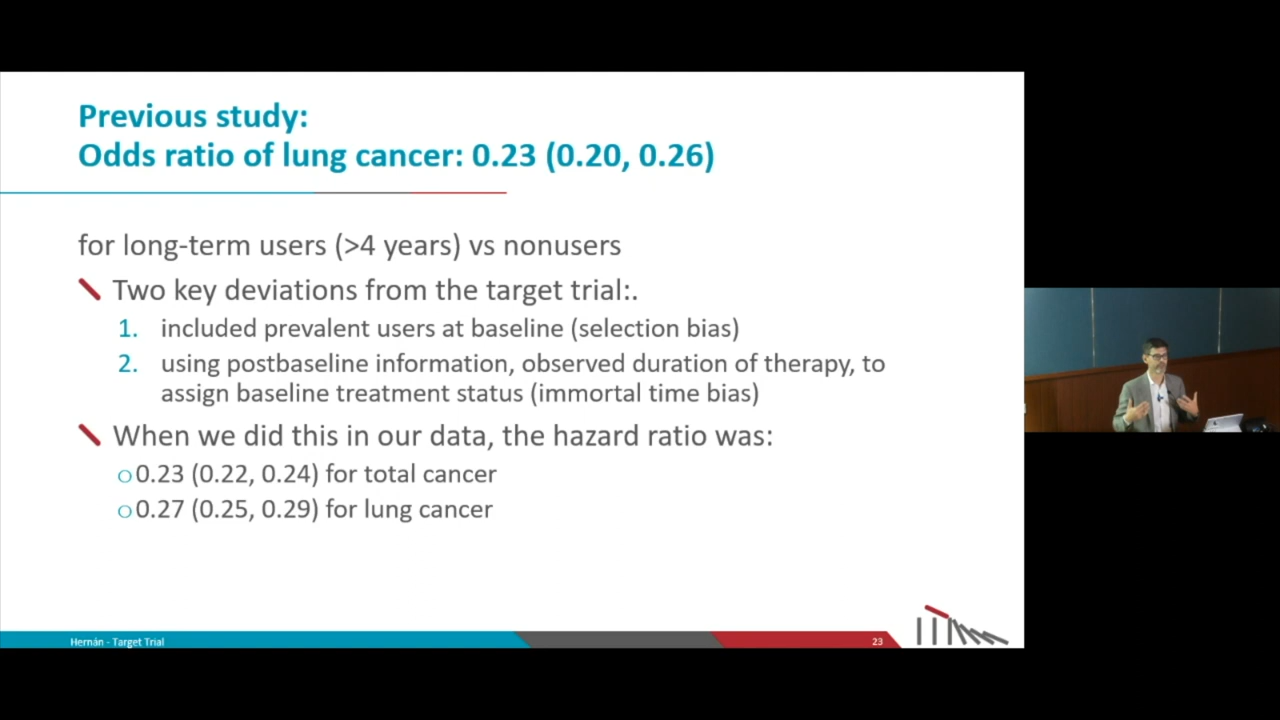 Previous study:
Odds ratio of lung cancer: 0.23 (0.20, 0.26)
for long-term users (>4 years) vs nonusers
Two key deviations from the target trial:.
1. included prevalent users at baseline (selection bias)
2. using postbaseline information, observed duration of therapy, to
assign baseline treatment status (immortal time bias)
When we did this in our data, the hazard ratio was:
0.23 (0.22, 0.24) for total cancer
0.27 (0.25, 0.29) for lung cancer
Hernán - Target Trial
23